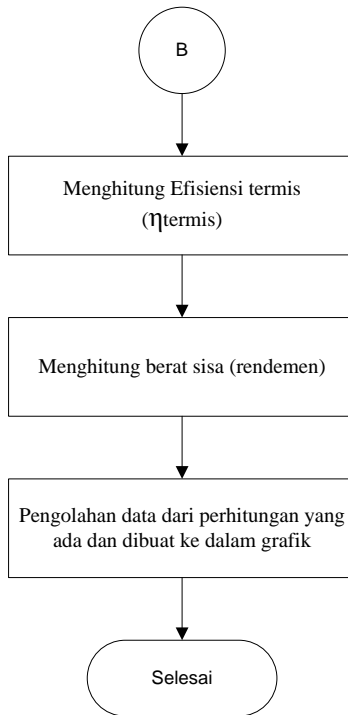 B
Menghitung Efisiensi termis
(ηtermis)
Menghitung berat sisa (rendemen)
Pengolahan data dari perhitungan yang
ada dan dibuat ke dalam grafik
Selesai